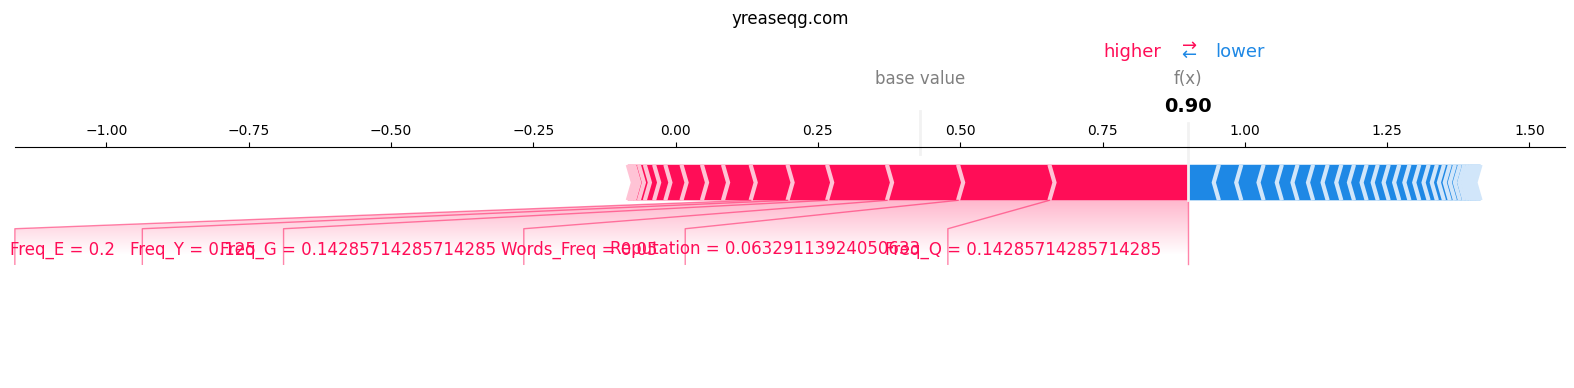 yreaseqg.com
higher ⇄ lower
base value f(x)
0.90
−1.00 −0.75 −0.50 −0.25 0.00 0.25 0.50 0.75 1.00 1.25 1.50
Freq_E = 0.2 Freq_Y = 0.125 Freq_G = 0.14285714285714285 Words_Freq = 0.05 Reputation = 0.06329113924050633 Freq_Q = 0.14285714285714285